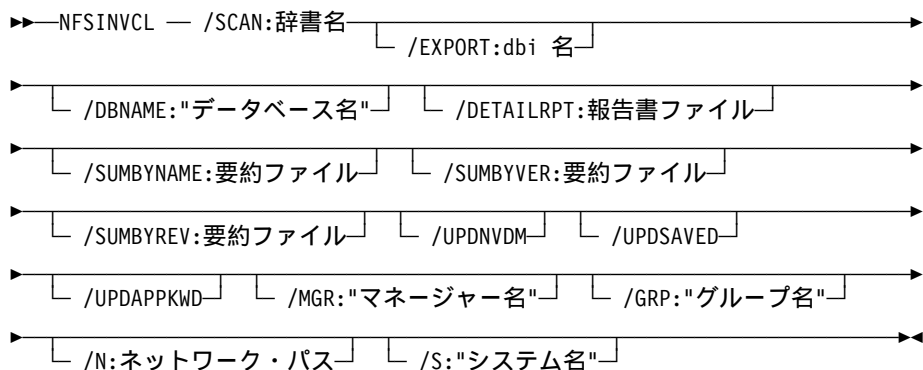 NFSINVCL — /SCAN:辞書名
/EXPORT:dbi 名
/DBNAME:"データベース名" /DETAILRPT:報告書ファイル
/SUMBYNAME:要約ファイル /SUMBYVER:要約ファイル
/SUMBYREV:要約ファイル /UPDNVDM /UPDSAVED
/UPDAPPKWD /MGR:"マネージャー名" /GRP:"グループ名"
/N:ネットワーク・パス /S:"システム名"